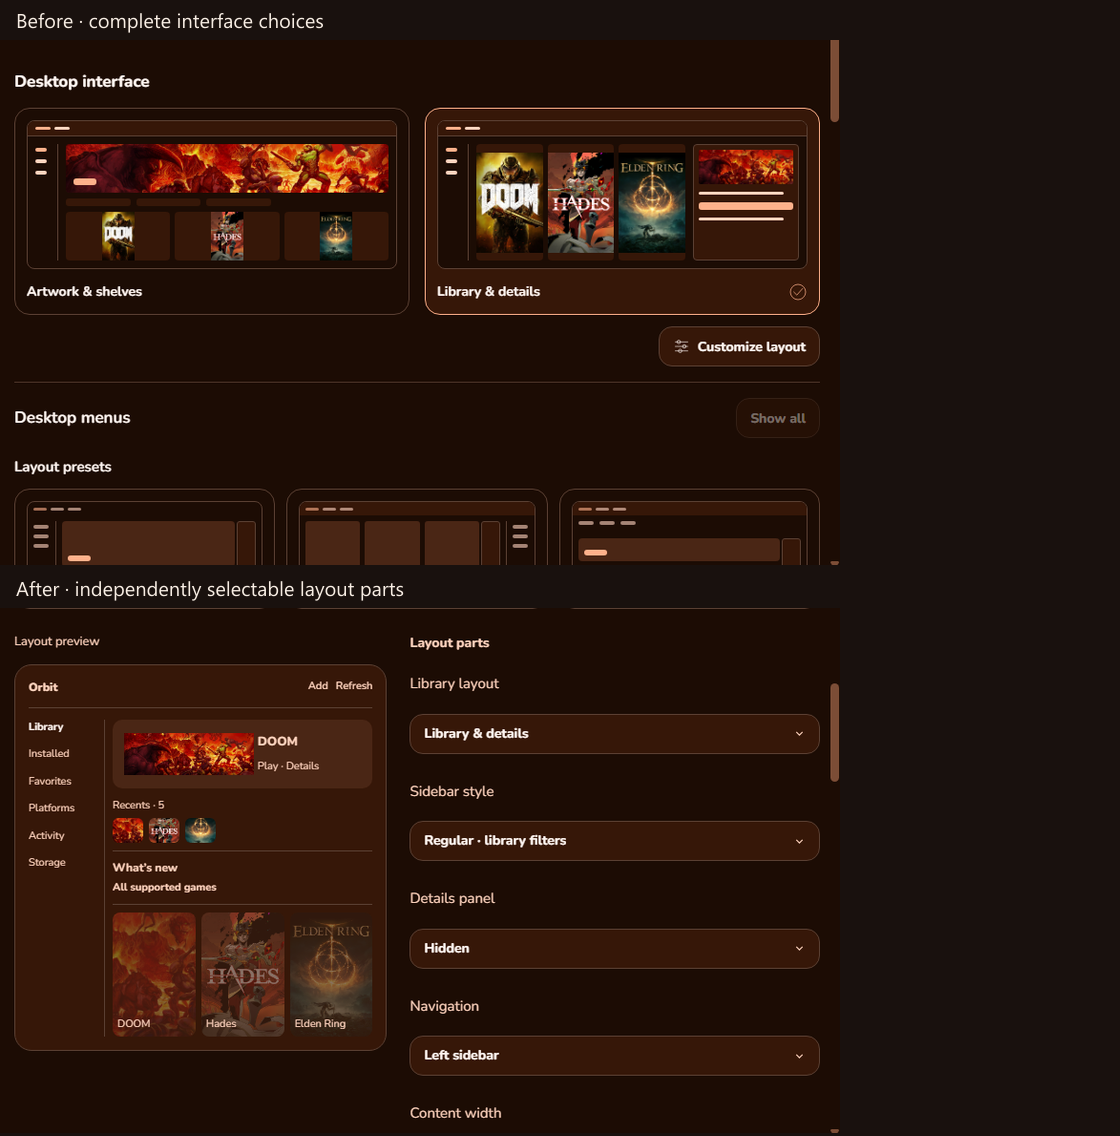 Before · complete interface choices
Desktop interface
DOOM
HADES
ELDEN RING
DOOM
HADES
ELDEN RING
Artwork & shelves
Library & details
Customize layout
Desktop menus
Show all
Layout presets
After · independently selectable layout parts
Layout preview
Orbit
Add Refresh
Library
Installed
Favorites
Platforms
Activity
Storage
DOOM
Play · Details
Recents · 5
HADES
What's new
All supported games
HADES
ELDEN RING
DOOM
Hades
Elden Ring
Layout parts
Library layout
Library & details
Sidebar style
Regular · library filters
Details panel
Hidden
Navigation
Left sidebar
Content width